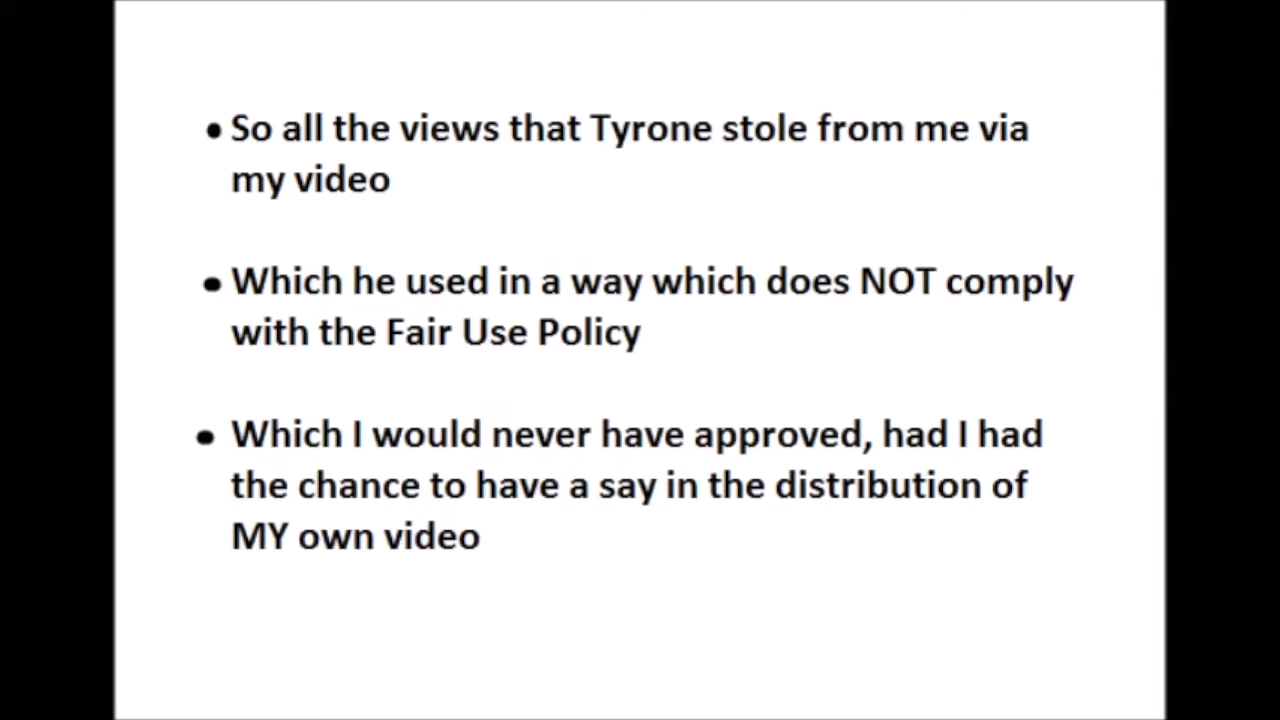 • So all the views that Tyrone stole from me via
my video
• Which he used in a way which does NOT comply
with the Fair Use Policy
• Which I would never have approved, had I had
the chance to have a say in the distribution of
MY own video